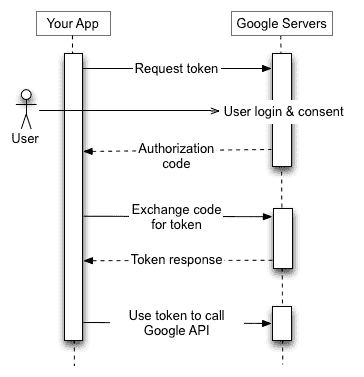 Your App
Google Servers
Request token
User login & consent
User
Authorization
code
Exchange code
for token
Token response
Use token to call
Google API